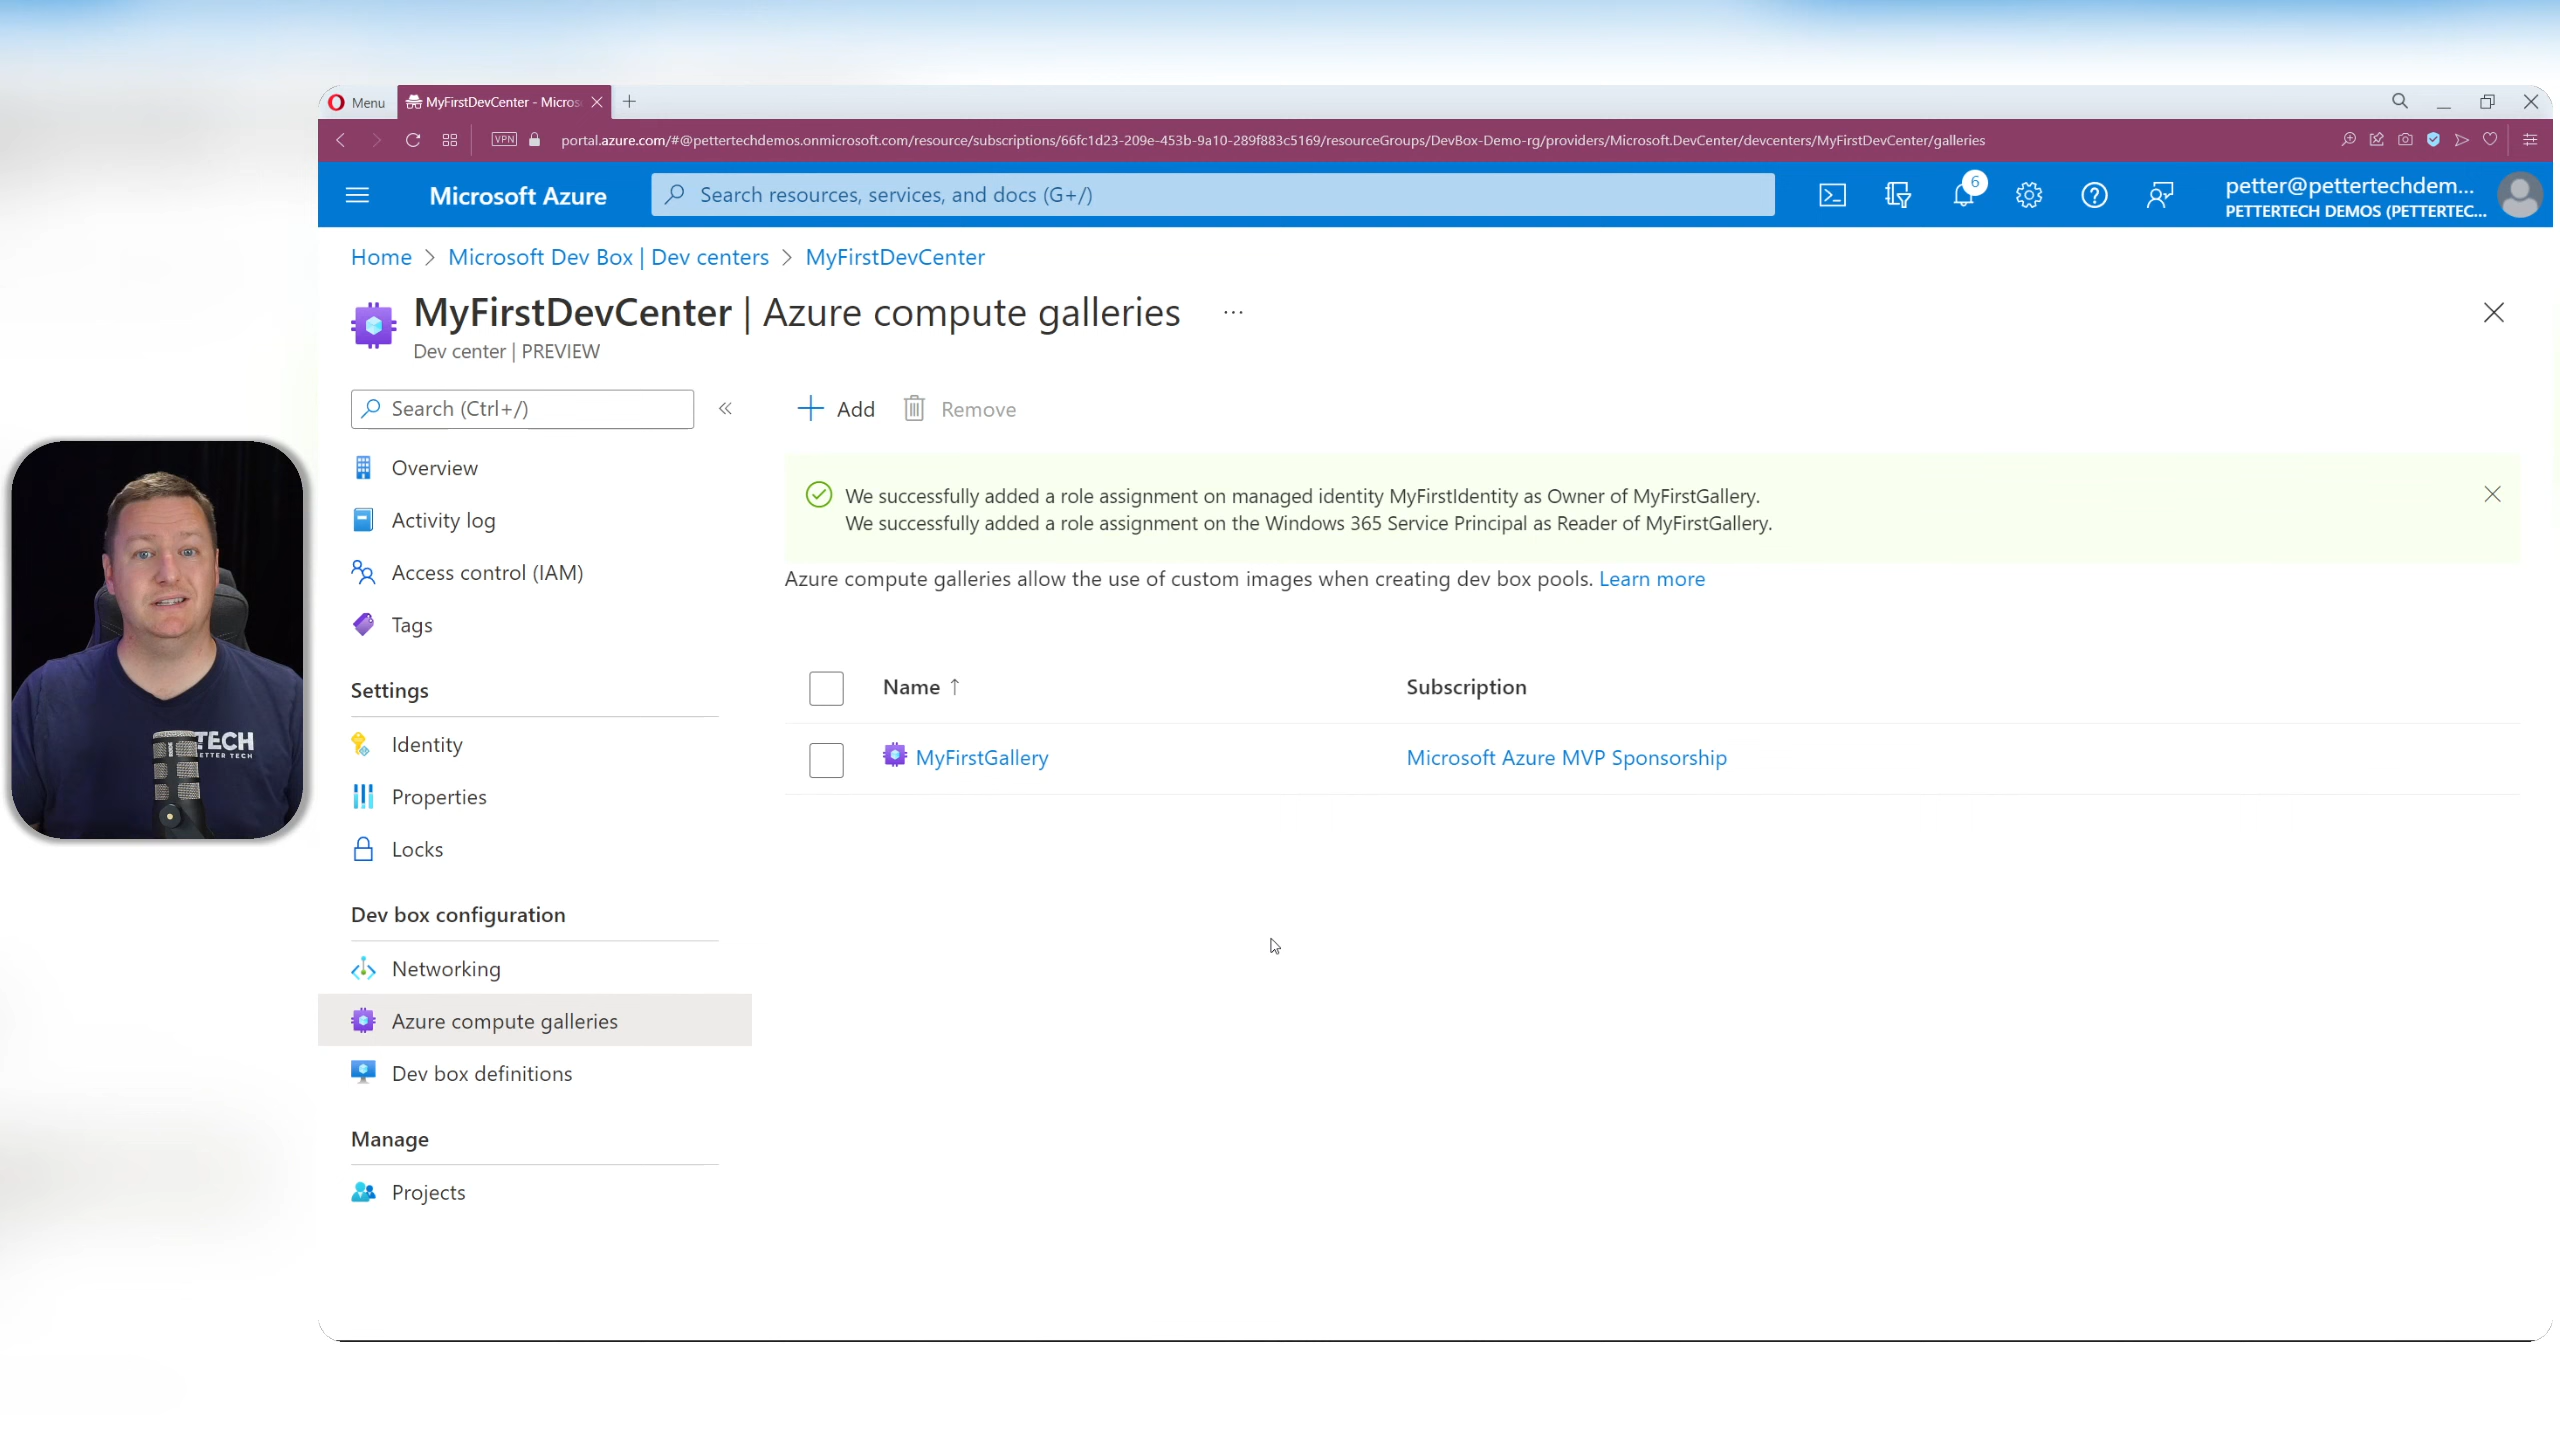 Menu
MyFirstDevCenter - Micros
VPN
portal.azure.com/#@pettertechdemos.onmicrosoft.com/resource/subscriptions/66fc1d23-209e-453b-9a10-289f883c5169/resourceGroups/DevBox-Demo-rg/providers/Microsoft.DevCenter/devcenters/MyFirstDevCenter/galleries
Microsoft Azure
Search resources, services, and docs (G+/)
6
petter@pettertechdem...
PETTERTECH DEMOS (PETTERTEC...
Home > Microsoft Dev Box | Dev centers > MyFirstDevCenter
MyFirstDevCenter | Azure compute galleries ...
Dev center | PREVIEW
Search (Ctrl+/)
Add
Remove
Overview
Activity log
Access control (IAM)
Tags
Settings
Identity
Properties
Locks
Dev box configuration
Networking
Azure compute galleries
Dev box definitions
Manage
Projects
We successfully added a role assignment on managed identity MyFirstIdentity as Owner of MyFirstGallery.
We successfully added a role assignment on the Windows 365 Service Principal as Reader of MyFirstGallery.
Azure compute galleries allow the use of custom images when creating dev box pools. Learn more
Name ↑
Subscription
MyFirstGallery
Microsoft Azure MVP Sponsorship
TECH
ETTER TECH